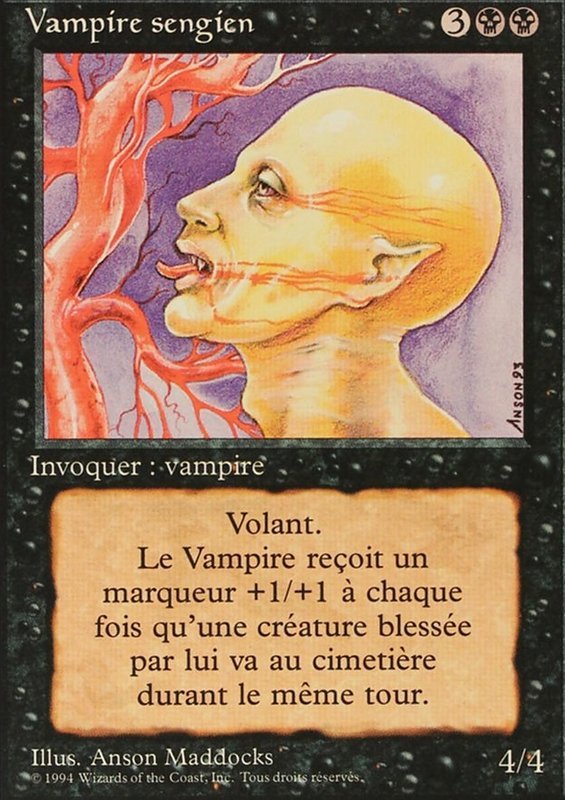 Vampire sengien
3
ANSON 93
Invoquer : vampire
Volant.
Le Vampire reçoit un
marqueur +1/+1 à chaque
fois qu'une créature blessée
par lui va au cimetière
durant le même tour.
Illus. Anson Maddocks
4/4
© 1994 Wizards of the Coast, Inc. Tous droits réservés.